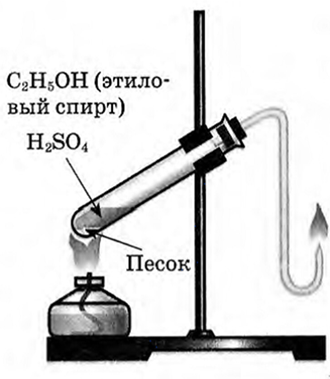 C₂H₅OH (этило-
вый спирт)
H₂SO₄
Песок